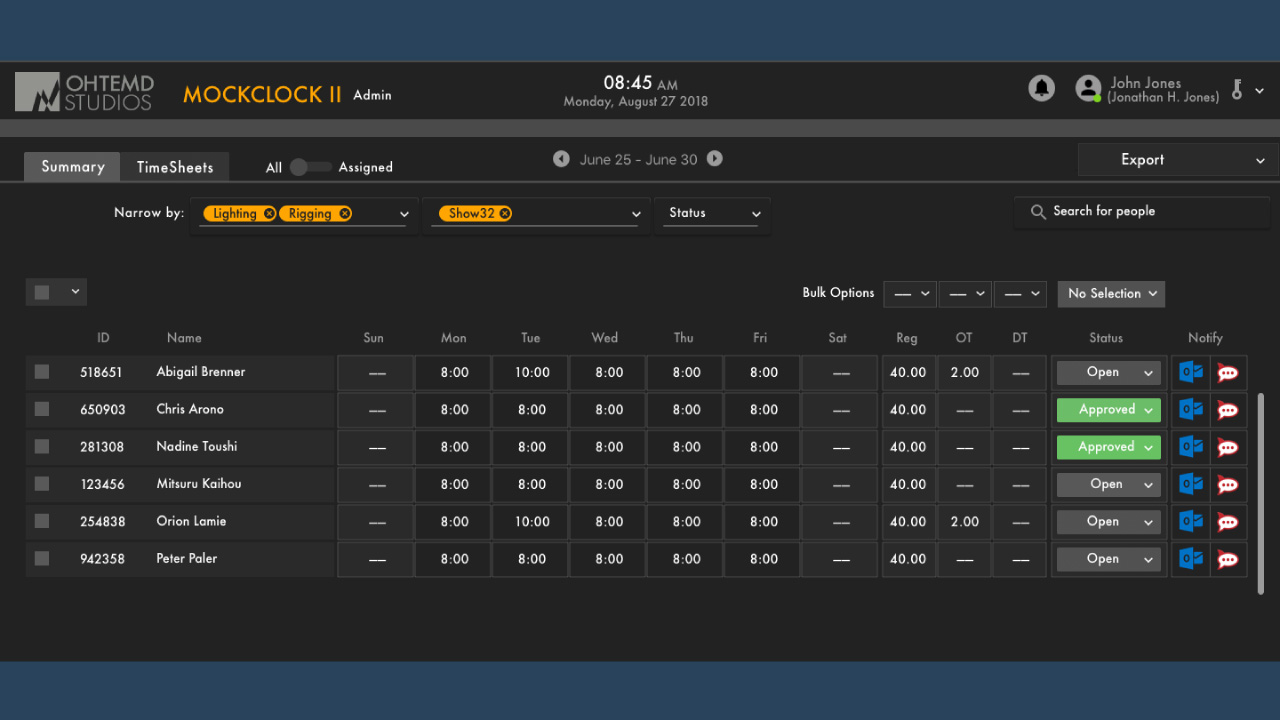 OHTEMD
STUDIOS
MOCKCLOCK II Admin
08:45 AM
Monday, August 27 2018
John Jones
(Jonathan H. Jones)
Summary TimeSheets All Assigned June 25 - June 30 Export
Narrow by: Lighting Rigging Show32 Status Search for people
Bulk Options — — — No Selection
ID Name Sun Mon Tue Wed Thu Fri Sat Reg OT DT Status Notify
518651 Abigail Brenner — 8:00 10:00 8:00 8:00 8:00 — 40.00 2.00 — Open
650903 Chris Arono — 8:00 8:00 8:00 8:00 8:00 — 40.00 — — Approved
281308 Nadine Toushi — 8:00 8:00 8:00 8:00 8:00 — 40.00 — — Approved
123456 Mitsuru Kaihou — 8:00 8:00 8:00 8:00 8:00 — 40.00 — — Open
254838 Orion Lamie — 8:00 10:00 8:00 8:00 8:00 — 40.00 2.00 — Open
942358 Peter Paler — 8:00 8:00 8:00 8:00 8:00 — 40.00 — — Open